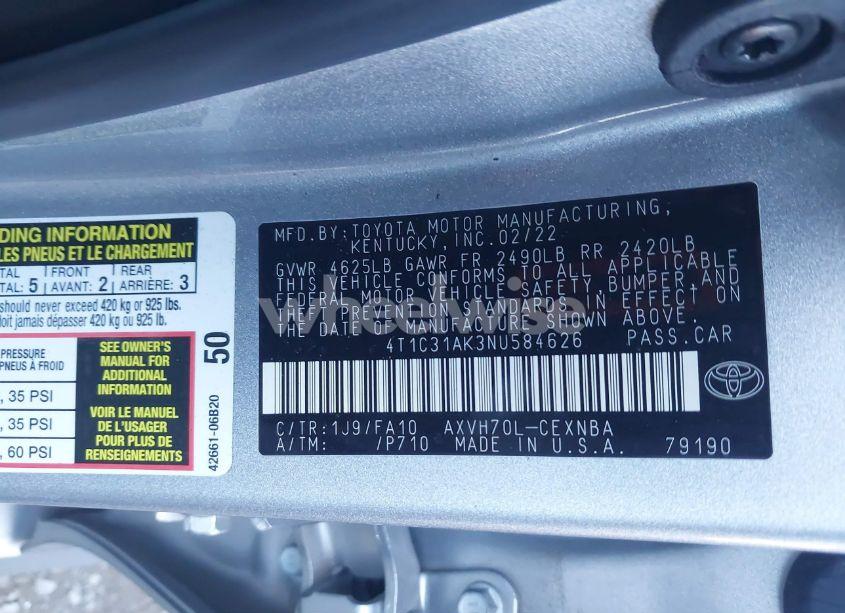 DING INFORMATION
LES PNEUS ET LE CHARGEMENT
TAL FRONT REAR
TAL: 5 AVANT: 2 ARRIÈRE: 3
should never exceed 420 kg or 925 lbs.
doit jamais dépasser 420 kg ou 925 lb.
PRESSURE
PNEUS À FROID
, 35 PSI
, 35 PSI
, 60 PSI
SEE OWNER'S
MANUAL FOR
ADDITIONAL
INFORMATION
VOIR LE MANUEL
DE L'USAGER
POUR PLUS DE
RENSEIGNEMENTS
50
42661-06B20
MFD.BY: TOYOTA MOTOR MANUFACTURING,
KENTUCKY, INC. 02/22
GVWR 4625LB GAWR FR 2490LB RR 2420LB
THIS VEHICLE CONFORMS TO ALL APPLICABLE
FEDERAL MOTOR VEHICLE SAFETY, BUMPER, AND
THEFT PREVENTION STANDARDS IN EFFECT ON
THE DATE OF MANUFACTURE SHOWN ABOVE.
4T1C31AK3NU584626 PASS.CAR
C/TR: 1J9/FA10 AXVH70L-CEXNBA
A/TM: /P710 MADE IN U.S.A. 79190
wheelwise